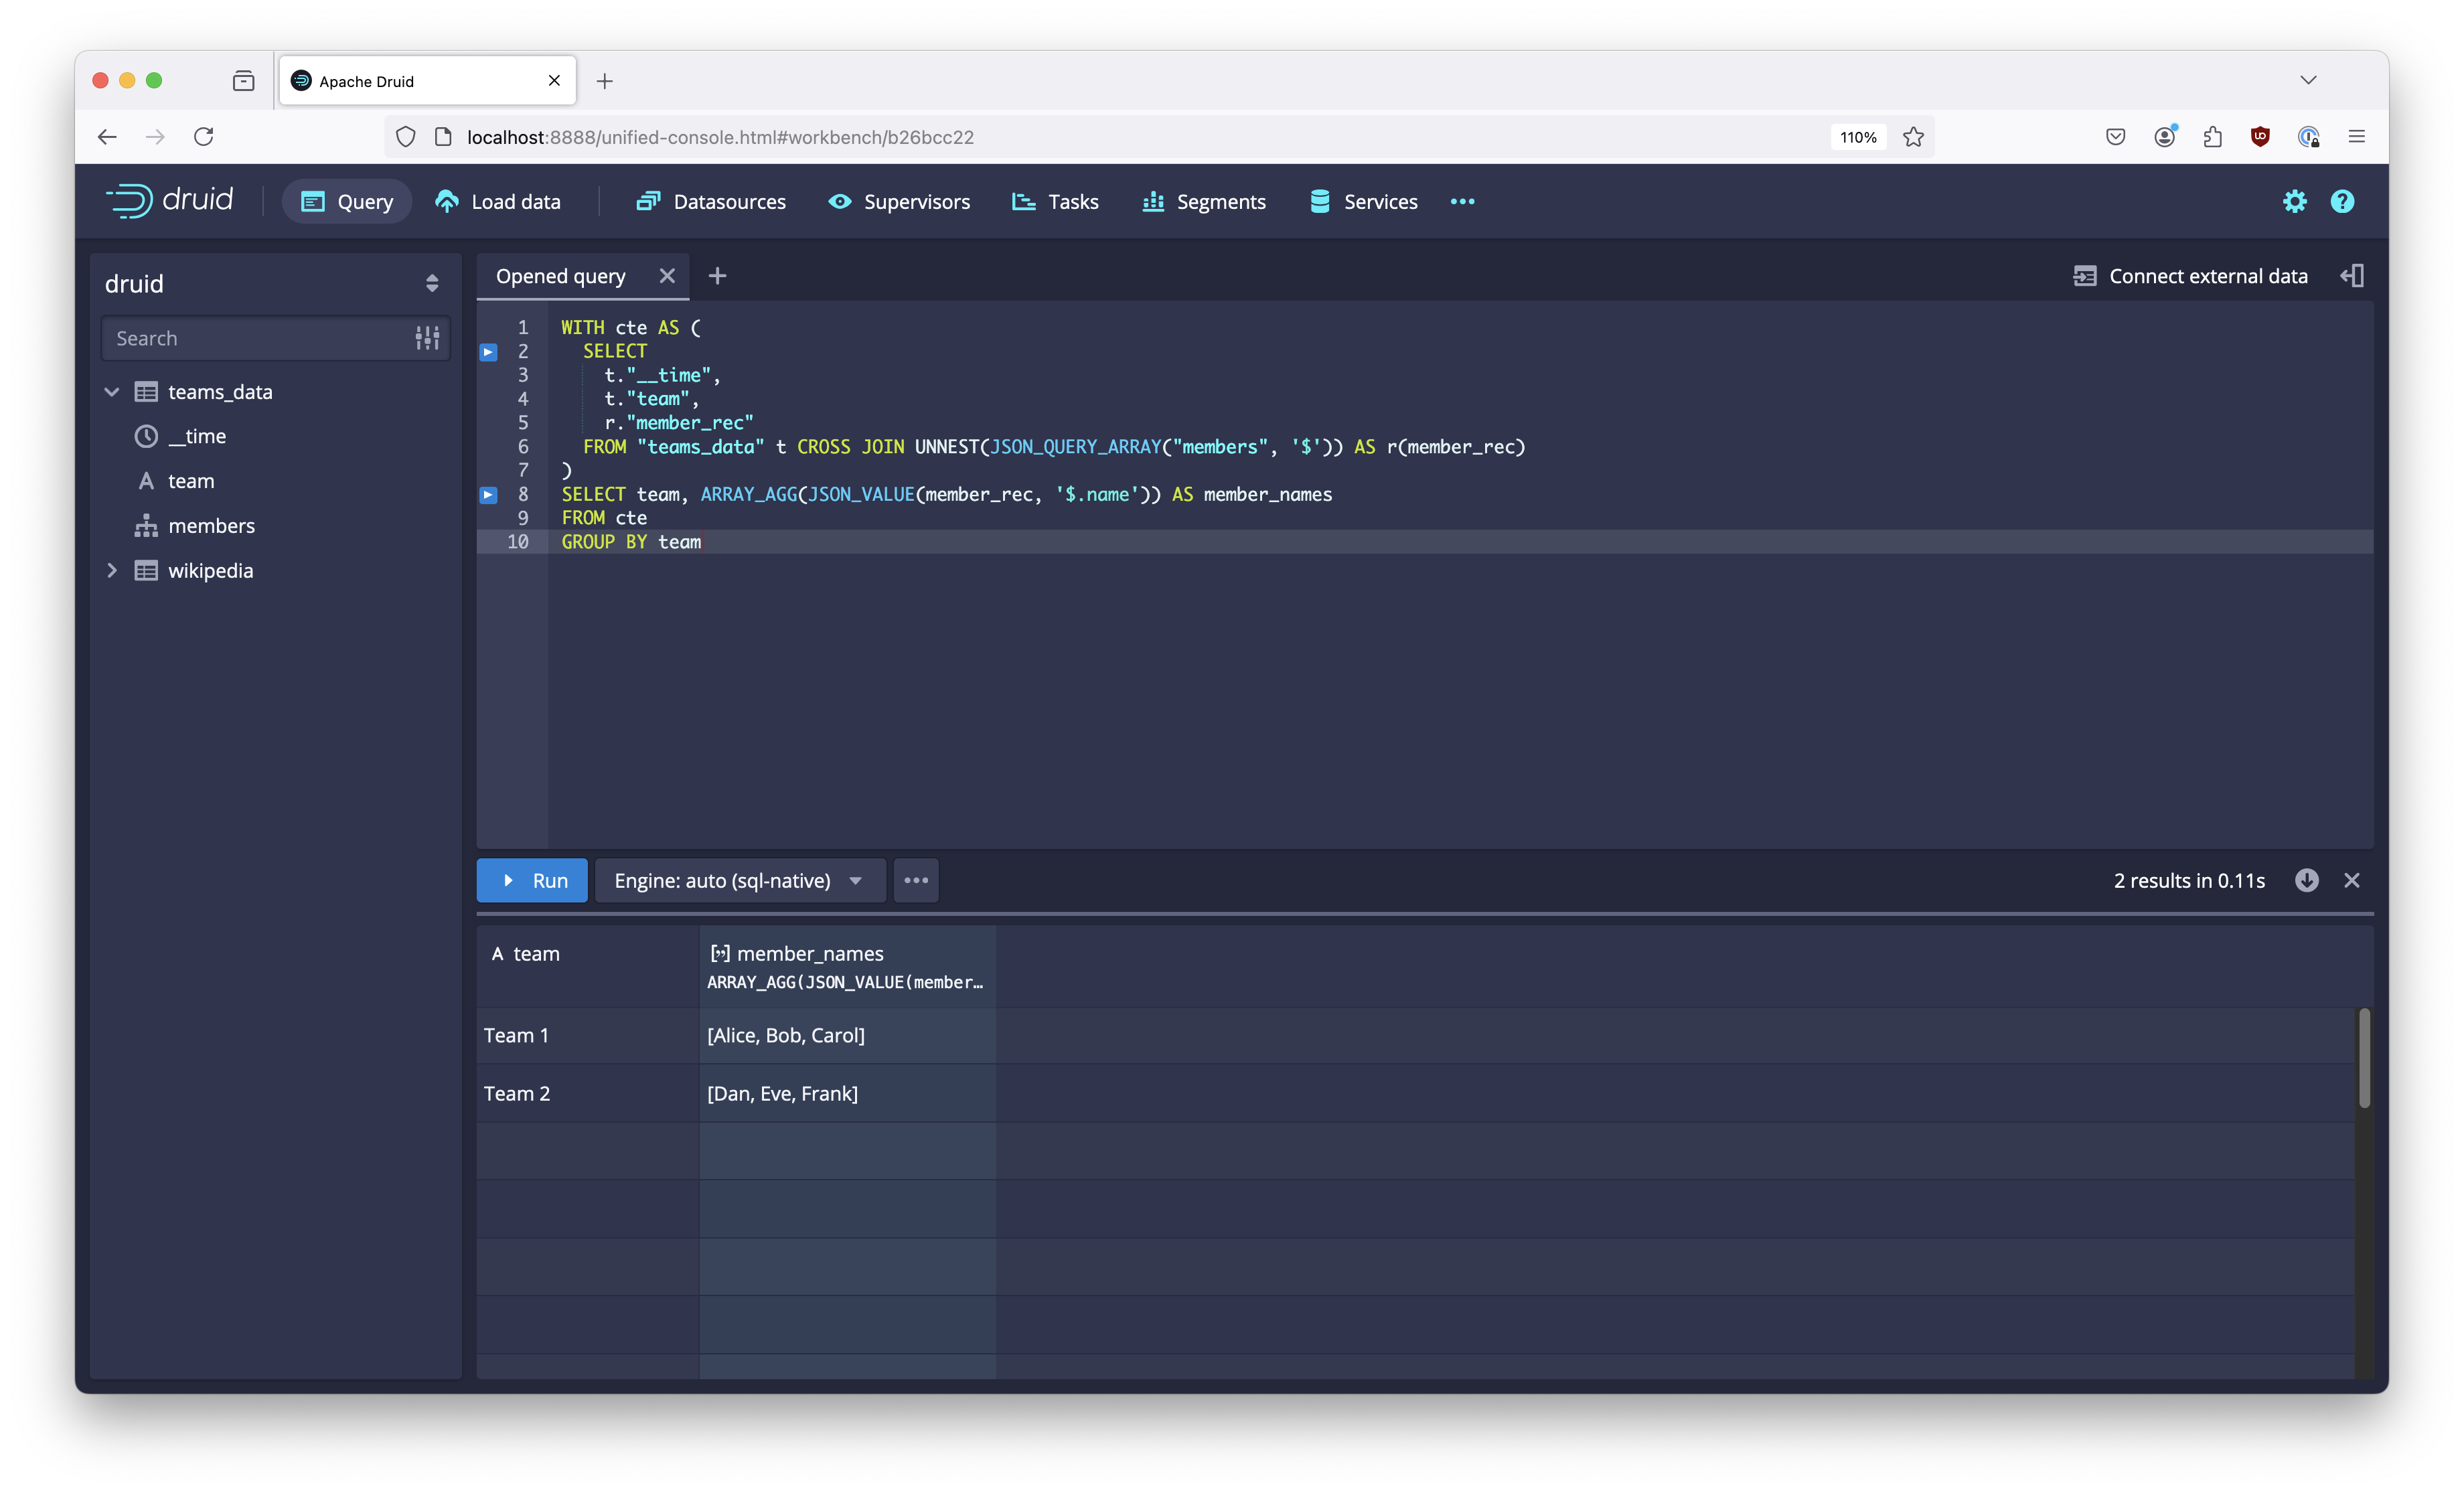 Apache Druid
localhost:8888/unified-console.html#workbench/b26bcc22
110%
druid
Query
Load data
Datasources
Supervisors
Tasks
Segments
Services
druid
Search
teams_data
__time
team
members
wikipedia
Opened query
Connect external data
1 WITH cte AS (
2 SELECT
3 t."__time",
4 t."team",
5 r."member_rec"
6 FROM "teams_data" t CROSS JOIN UNNEST(JSON_QUERY_ARRAY("members", '$')) AS r(member_rec)
7 )
8 SELECT team, ARRAY_AGG(JSON_VALUE(member_rec, '$.name')) AS member_names
9 FROM cte
10 GROUP BY team
Run
Engine: auto (sql-native)
2 results in 0.11s
A team
member_names
ARRAY_AGG(JSON_VALUE(member…
Team 1 [Alice, Bob, Carol]
Team 2 [Dan, Eve, Frank]